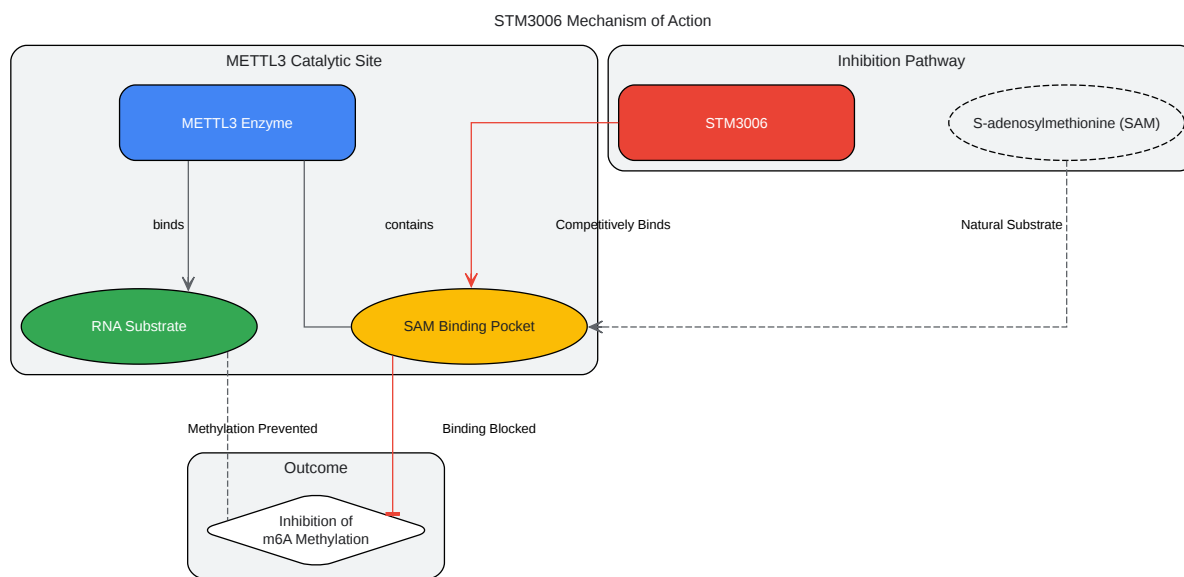 STM3006 Mechanism of Action
METTL3 Catalytic Site
Inhibition Pathway
METTL3 Enzyme
STM3006
S-adenosylmethionine (SAM)
binds
contains
Competitively Binds
Natural Substrate
RNA Substrate
SAM Binding Pocket
Methylation Prevented
Binding Blocked
Outcome
Inhibition of
m6A Methylation